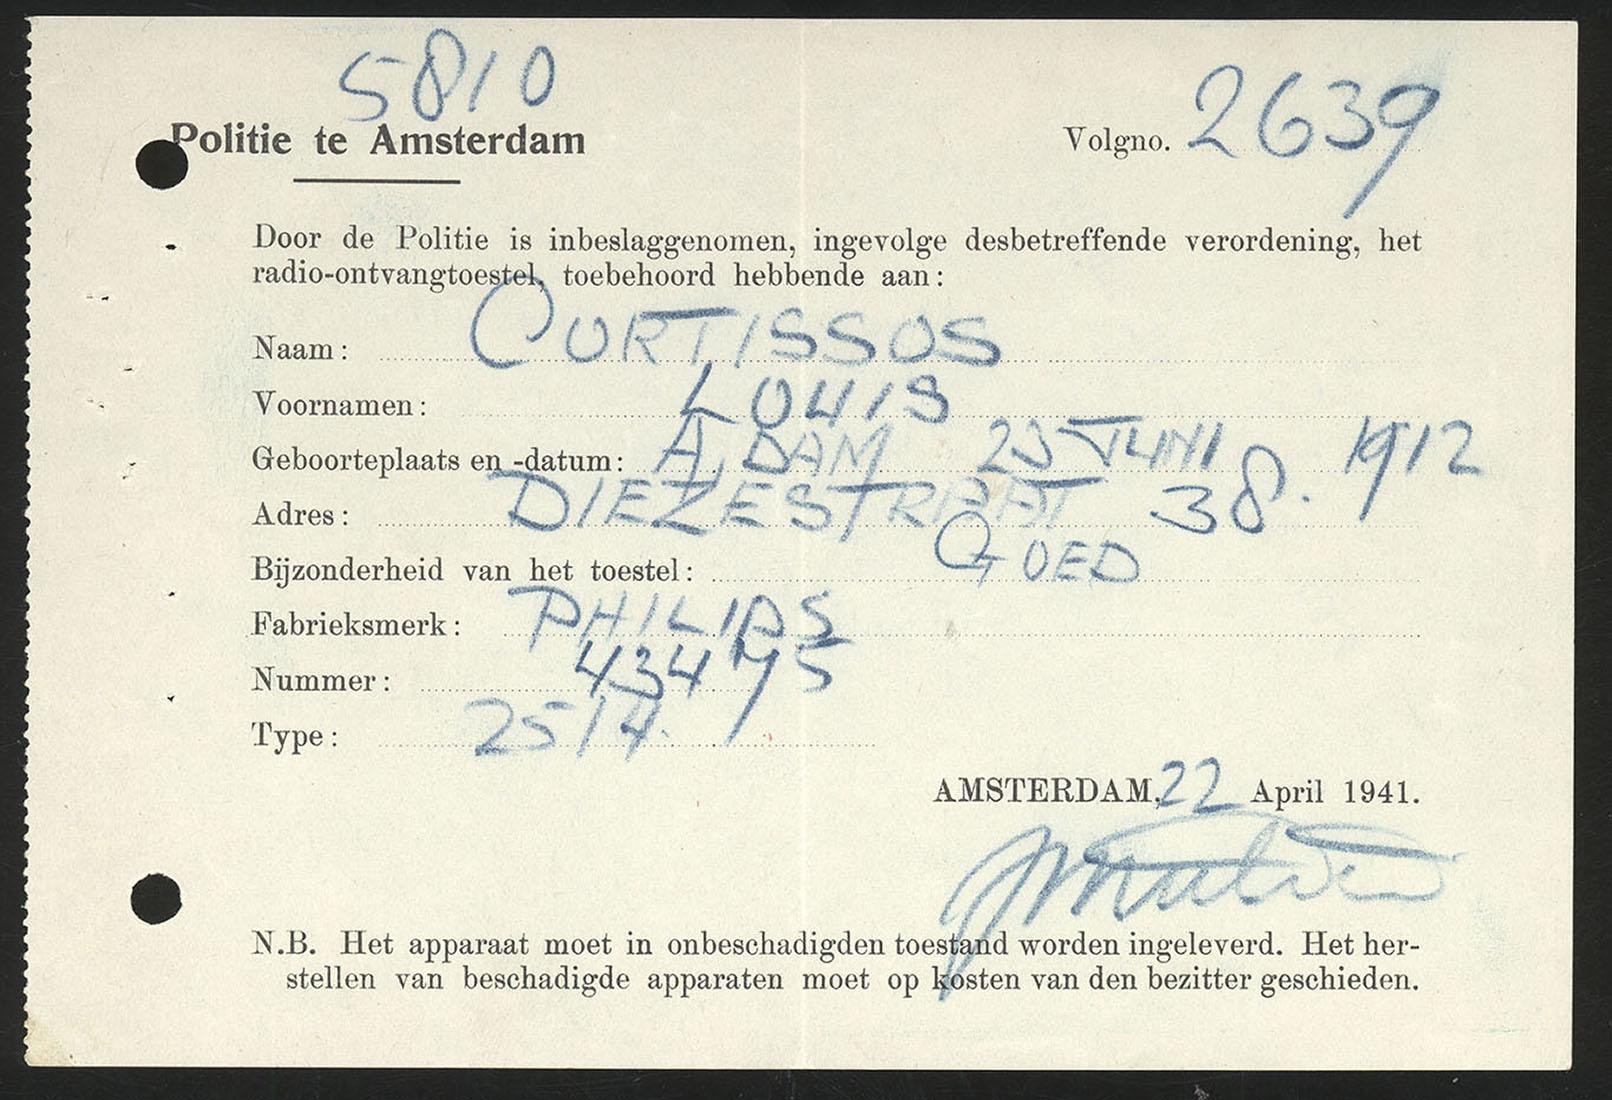 5810
Politie te Amsterdam
Volgno. 2639
Door de Politie is inbeslaggenomen, ingevolge desbetreffende verordening, het
radio-ontvangtoestel, toebehoord hebbende aan:
Naam: CURTISSOS
Voornamen: LOUIS
Geboorteplaats en -datum: A'DAM 23 JUNI 1912
Adres: DIEZESTRAAT 38.
Bijzonderheid van het toestel: GOED
Fabrieksmerk: PHILIPS
Nummer: 43495
Type: 2514.
AMSTERDAM, 22 April 1941.
N.B. Het apparaat moet in onbeschadigden toestand worden ingeleverd. Het her-
stellen van beschadigde apparaten moet op kosten van den bezitter geschieden.